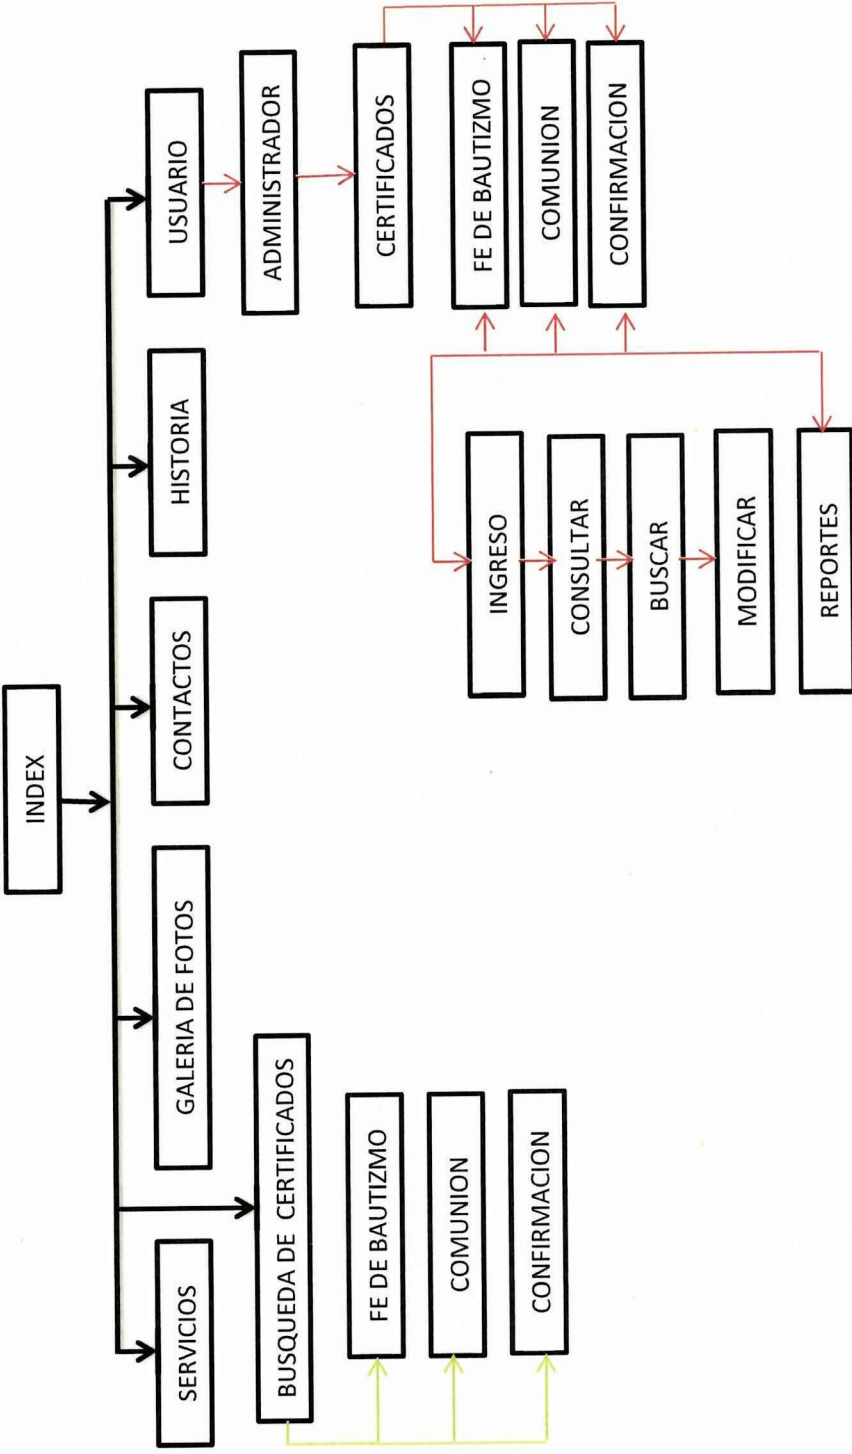 INDEX
SERVICIOS
GALERIA DE FOTOS
CONTACTOS
HISTORIA
USUARIO
BUSQUEDA DE CERTIFICADOS
FE DE BAUTIZMO
COMUNION
CONFIRMACION
ADMINISTRADOR
CERTIFICADOS
FE DE BAUTIZMO
COMUNION
CONFIRMACION
INGRESO
CONSULTAR
BUSCAR
MODIFICAR
REPORTES